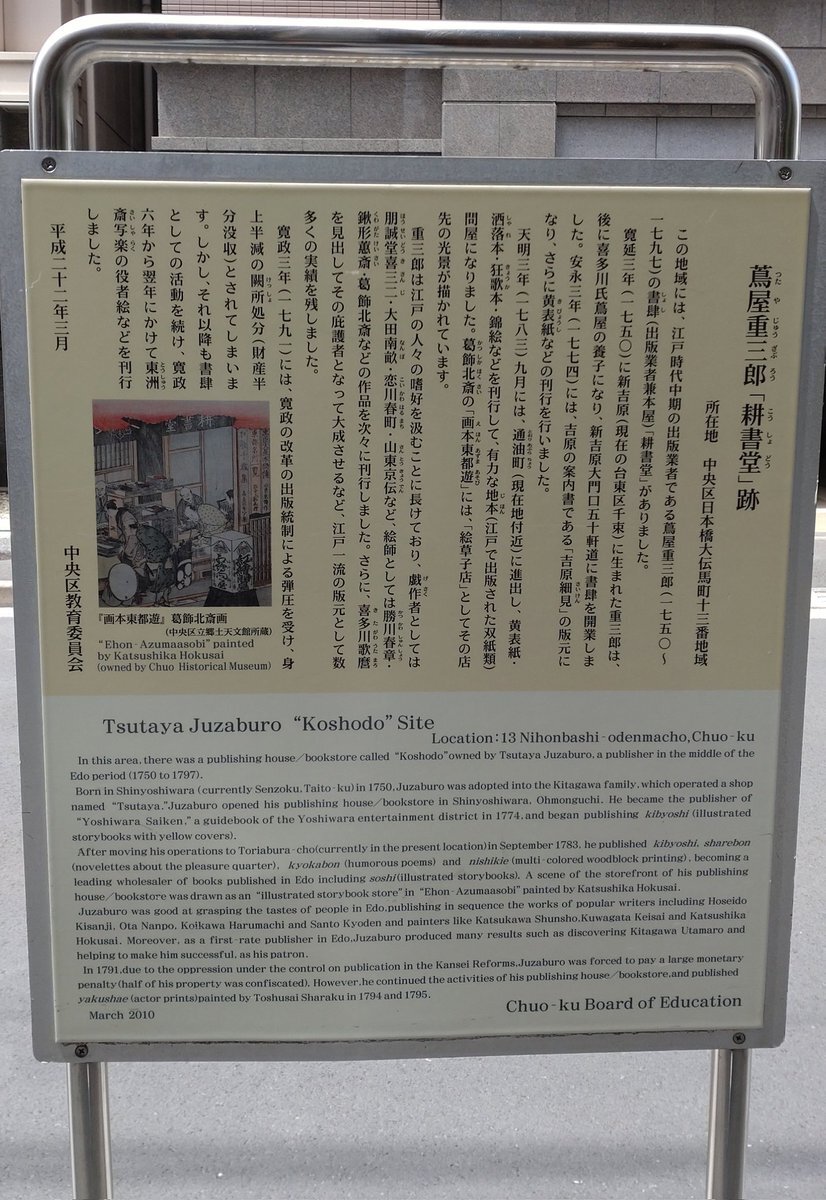 蔦屋重三郎「耕書堂」跡
所在地　中央区日本橋大伝馬町十三番地域
この地域には、江戸時代中期の出版業者である蔦屋重三郎(一七五〇〜
一七九七)の書肆(出版業者兼本屋)「耕書堂」がありました。
寛延三年(一七五〇)に新吉原(現在の台東区千束)に生まれた重三郎は、
後に喜多川氏蔦屋の養子になり、新吉原大門口五十軒道に書肆を開業しま
した。安永三年(一七七四)には、吉原の案内書である「吉原細見」の版元に
なり、さらに黄表紙などの刊行を行いました。
天明三年(一七八三)九月には、通油町(現在地付近)に進出し、黄表紙・
洒落本・狂歌本・錦絵などを刊行して、有力な地本(江戸で出版された双紙類)
問屋になりました。葛飾北斎の「画本東都遊」には、「絵草子店」としてその店
先の光景が描かれています。
重三郎は江戸の人々の嗜好を汲むことに長けており、戯作者としては
朋誠堂喜三二・大田南畝・恋川春町・山東京伝など、絵師としては勝川春章・
鍬形蕙斎・葛飾北斎などの作品を次々に刊行しました。さらに、喜多川歌麿
を見出してその庇護者となって大成させるなど、江戸一流の版元として数
多くの実績を残しました。
寛政三年(一七九一)には、寛政の改革の出版統制による弾圧を受け、身
上半減の闕所処分(財産半
分没収)とされてしまいま
す。しかし、それ以降も書肆
としての活動を続け、寛政
六年から翌年にかけて東洲
斎写楽の役者絵などを刊行
しました。
平成二十二年三月
中央区教育委員会
『画本東都遊』葛飾北斎画
(中央区立郷土天文館所蔵)
"Ehon-Azumaasobi" painted
by Katsushika Hokusai
(owned by Chuo Historical Museum)
Tsutaya Juzaburo "Koshodo" Site
Location:13 Nihonbashi-odenmacho,Chuo-ku
In this area, there was a publishing house/bookstore called "Koshodo"owned by Tsutaya Juzaburo, a publisher in the middle of the
Edo period (1750 to 1797).
Born in Shinyoshiwara (currently Senzoku,Taito-ku) in 1750,Juzaburo was adopted into the Kitagawa family, which operated a shop
named "Tsutaya,"Juzaburo opened his publishing house/bookstore in Shinyoshiwara, Ohmonguchi. He became the publisher of
"Yoshiwara Saiken," a guidebook of the Yoshiwara entertainment district in 1774,and began publishing kibyoshi (illustrated
storybooks with yellow covers).
After moving his operations to Toriabura-cho(currently in the present location)in September 1783, he published kibyoshi, sharebon
(novelettes about the pleasure quarter), kyokabon (humorous poems) and nishikie (multi-colored woodblock printing), becoming a
leading wholesaler of books published in Edo including soshi(illustrated storybooks). A scene of the storefront of his publishing
house/bookstore was drawn as an "illustrated storybook store" in "Ehon-Azumaasobi" painted by Katsushika Hokusai.
Juzaburo was good at grasping the tastes of people in Edo,publishing in sequence the works of popular writers including Hoseido
Kisanji, Ota Nanpo, Koikawa Harumachi and Santo Kyoden and painters like Katsukawa Shunsho,Kuwagata Keisai and Katsushika
Hokusai. Moreover, as a first-rate publisher in Edo,Juzaburo produced many results such as discovering Kitagawa Utamaro and
helping to make him successful, as his patron.
In 1791,due to the oppression under the control on publication in the Kansei Reforms,Juzaburo was forced to pay a large monetary
penalty(half of his property was confiscated). However,he continued the activities of his publishing house/bookstore,and published
yakushae (actor prints)painted by Toshusai Sharaku in 1794 and 1795.
March 2010
Chuo-ku Board of Education